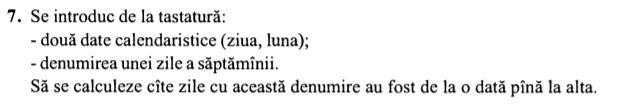 7. Se introduc de la tastatură:
- două date calendaristice (ziua, luna);
- denumirea unei zile a săptămînii.
Să se calculeze cîte zile cu această denumire au fost de la o dată pînă la alta.